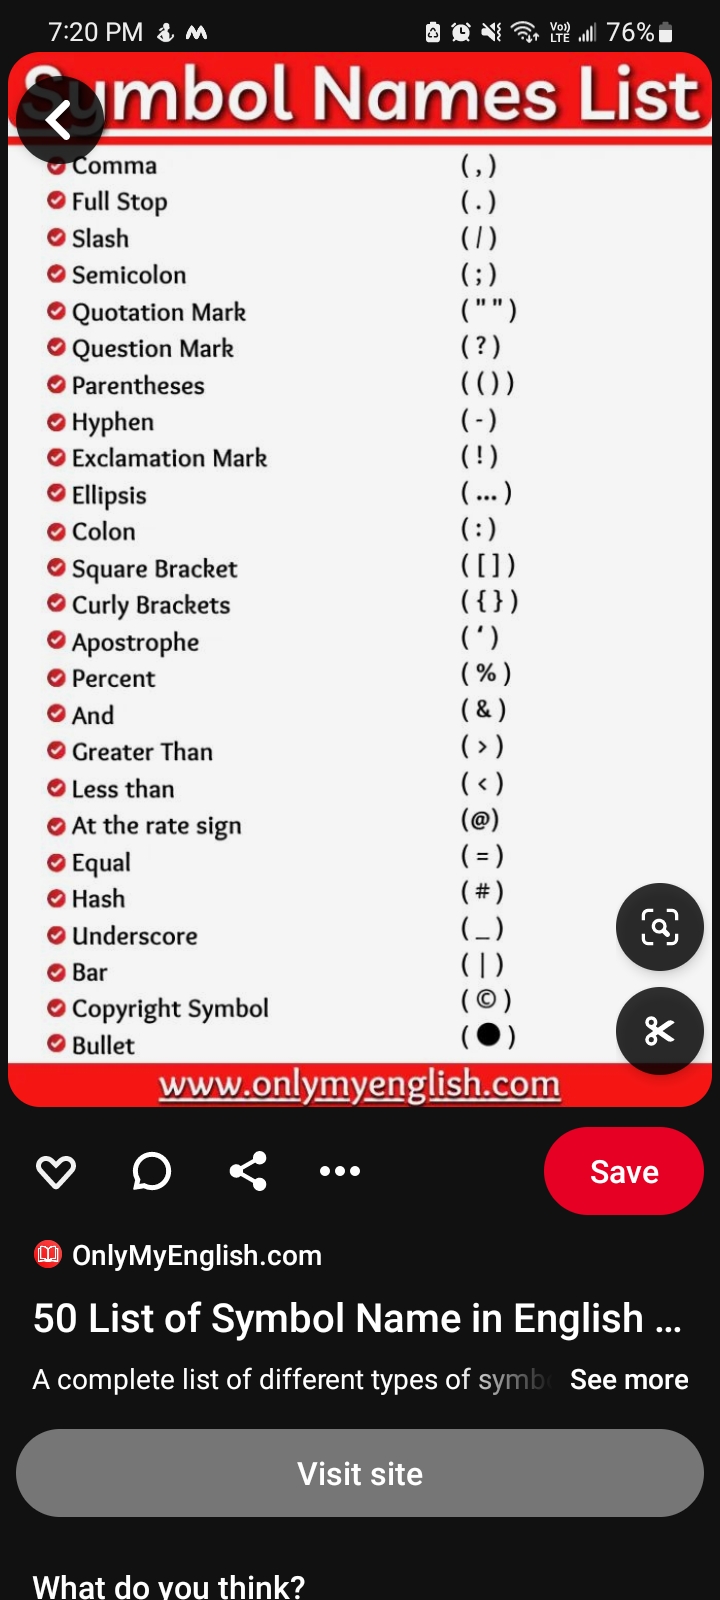 7:20 PM Vo)) LTE 76%
Symbol Names List
Comma (,)
Full Stop (.)
Slash (/)
Semicolon (;)
Quotation Mark ("")
Question Mark (?)
Parentheses (())
Hyphen (-)
Exclamation Mark (!)
Ellipsis (...)
Colon (:)
Square Bracket ([])
Curly Brackets ({})
Apostrophe (‘)
Percent (%)
And (&)
Greater Than (>)
Less than (<)
At the rate sign (@)
Equal (=)
Hash (#)
Underscore (_)
Bar (|)
Copyright Symbol (©)
Bullet (●)
www.onlymyenglish.com
Save
OnlyMyEnglish.com
50 List of Symbol Name in English ...
A complete list of different types of symb See more
Visit site
What do you think?